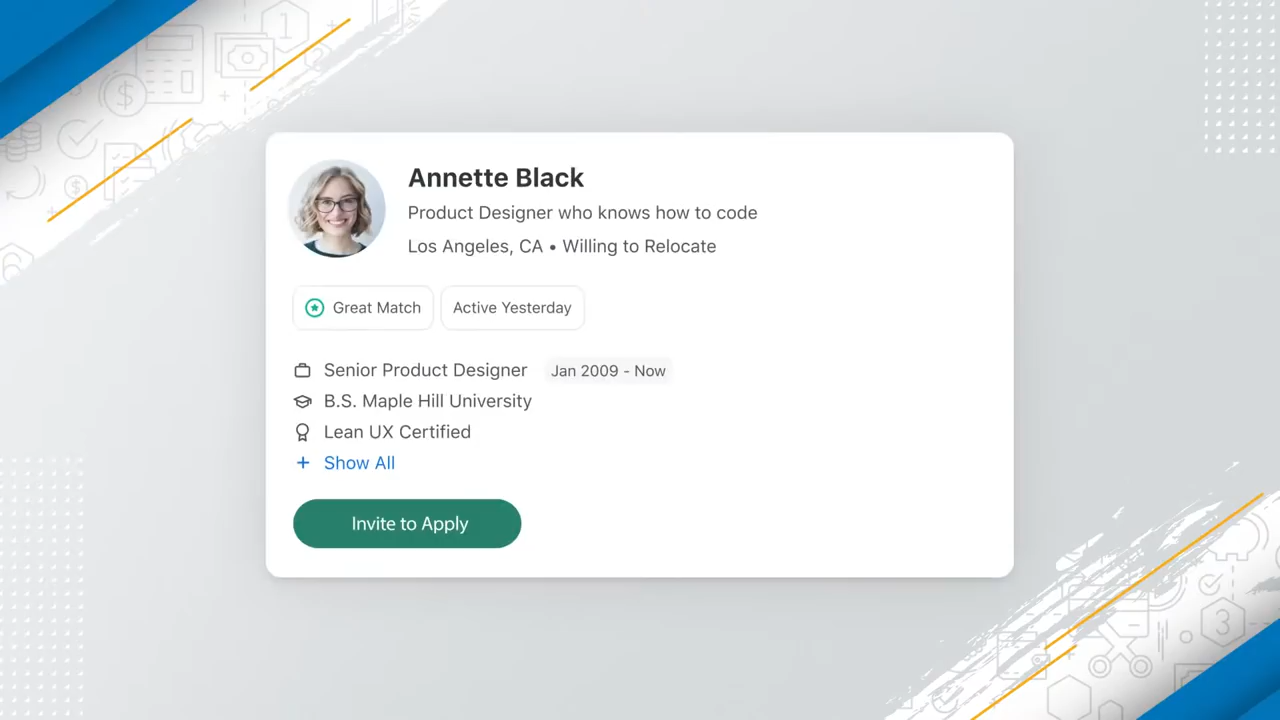 Annette Black
Product Designer who knows how to code
Los Angeles, CA • Willing to Relocate
Great Match
Active Yesterday
Senior Product Designer Jan 2009 - Now
B.S. Maple Hill University
Lean UX Certified
+ Show All
Invite to Apply